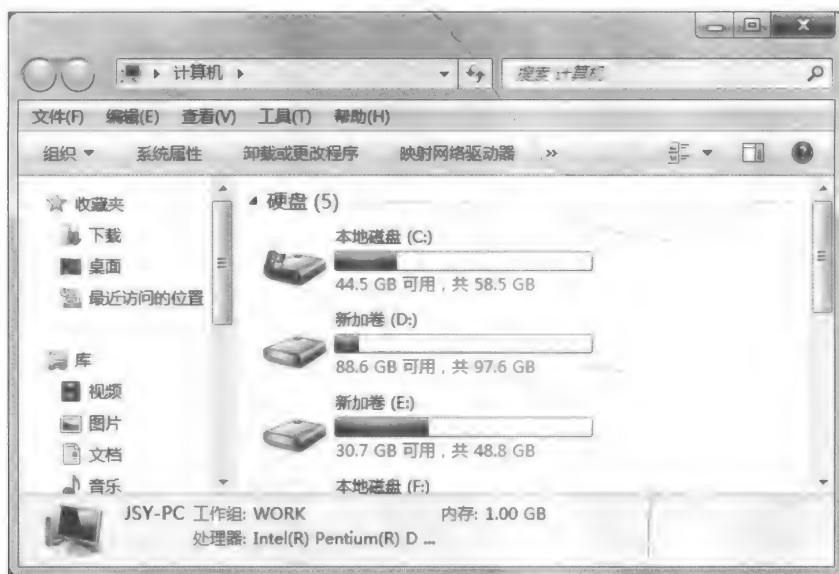 计算机
搜索 计算机
文件(F) 编辑(E) 查看(V) 工具(T) 帮助(H)
组织 系统属性 卸载或更改程序 映射网络驱动器 »
收藏夹
下载
桌面
最近访问的位置
库
视频
图片
文档
音乐
硬盘 (5)
本地磁盘 (C:)
44.5 GB 可用，共 58.5 GB
新加卷 (D:)
88.6 GB 可用，共 97.6 GB
新加卷 (E:)
30.7 GB 可用，共 48.8 GB
本地磁盘 (F:)
JSY-PC 工作组: WORK 内存: 1.00 GB
处理器: Intel(R) Pentium(R) D ...